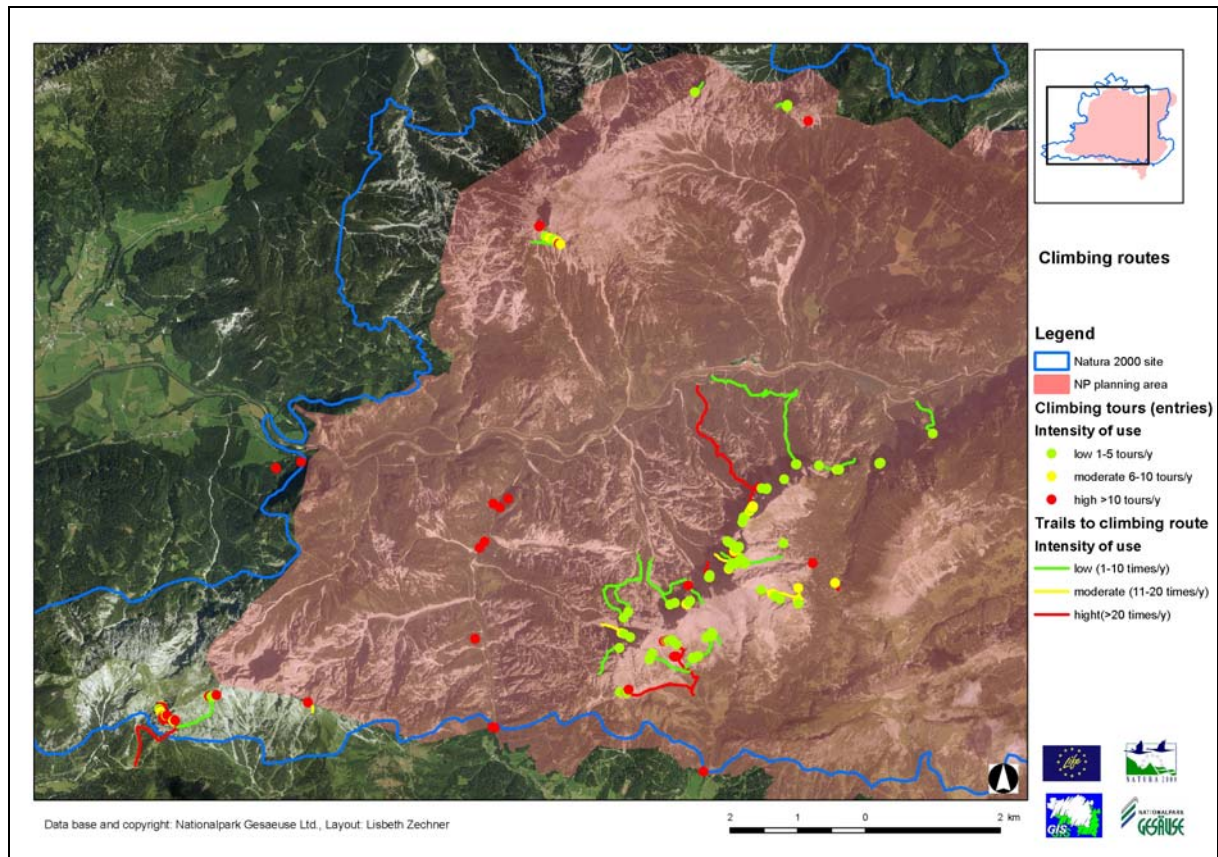 Climbing routes
Legend
Natura 2000 site
NP planning area
Climbing tours (entries)
Intensity of use
low 1-5 tours/y
moderate 6-10 tours/y
high >10 tours/y
Trails to climbing route
Intensity of use
low (1-10 times/y)
moderate (11-20 times/y)
hight(>20 times/y)
Life
NATURA 2000
GIS
NATIONALPARK
GESÄUSE
Data base and copyright: Nationalpark Gesaeuse Ltd., Layout: Lisbeth Zechner
2 1 0 2 km